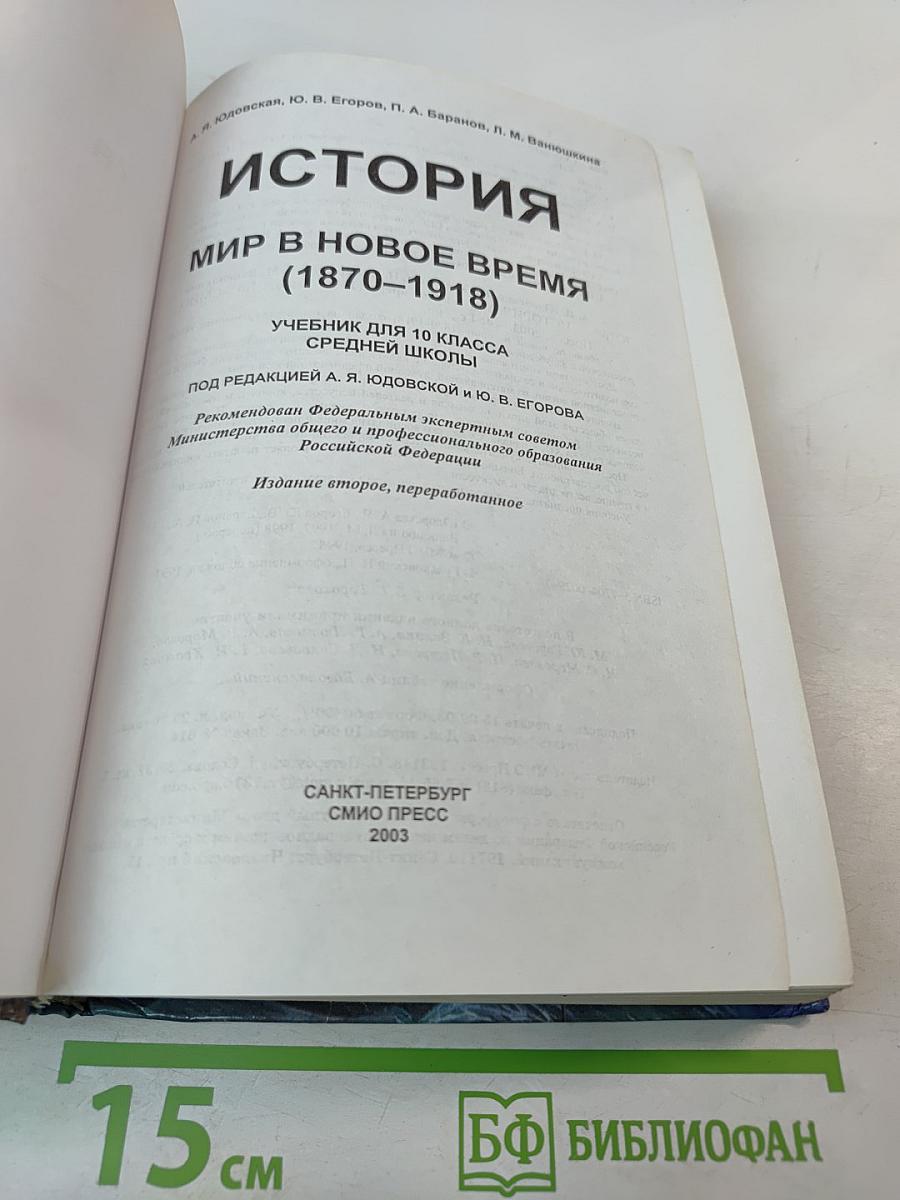 А. Я. Юдовская, Ю. В. Егоров, П. А. Баранов, Л. М. Ванюшкина
ИСТОРИЯ
МИР В НОВОЕ ВРЕМЯ
(1870–1918)
УЧЕБНИК ДЛЯ 10 КЛАССА
СРЕДНЕЙ ШКОЛЫ
ПОД РЕДАКЦИЕЙ А. Я. ЮДОВСКОЙ и Ю. В. ЕГОРОВА
Рекомендован Федеральным экспертным советом
Министерства общего и профессионального образования
Российской Федерации
Издание второе, переработанное
САНКТ-ПЕТЕРБУРГ
СМИО ПРЕСС
2003
15 см
БФ БИБЛИОФАН